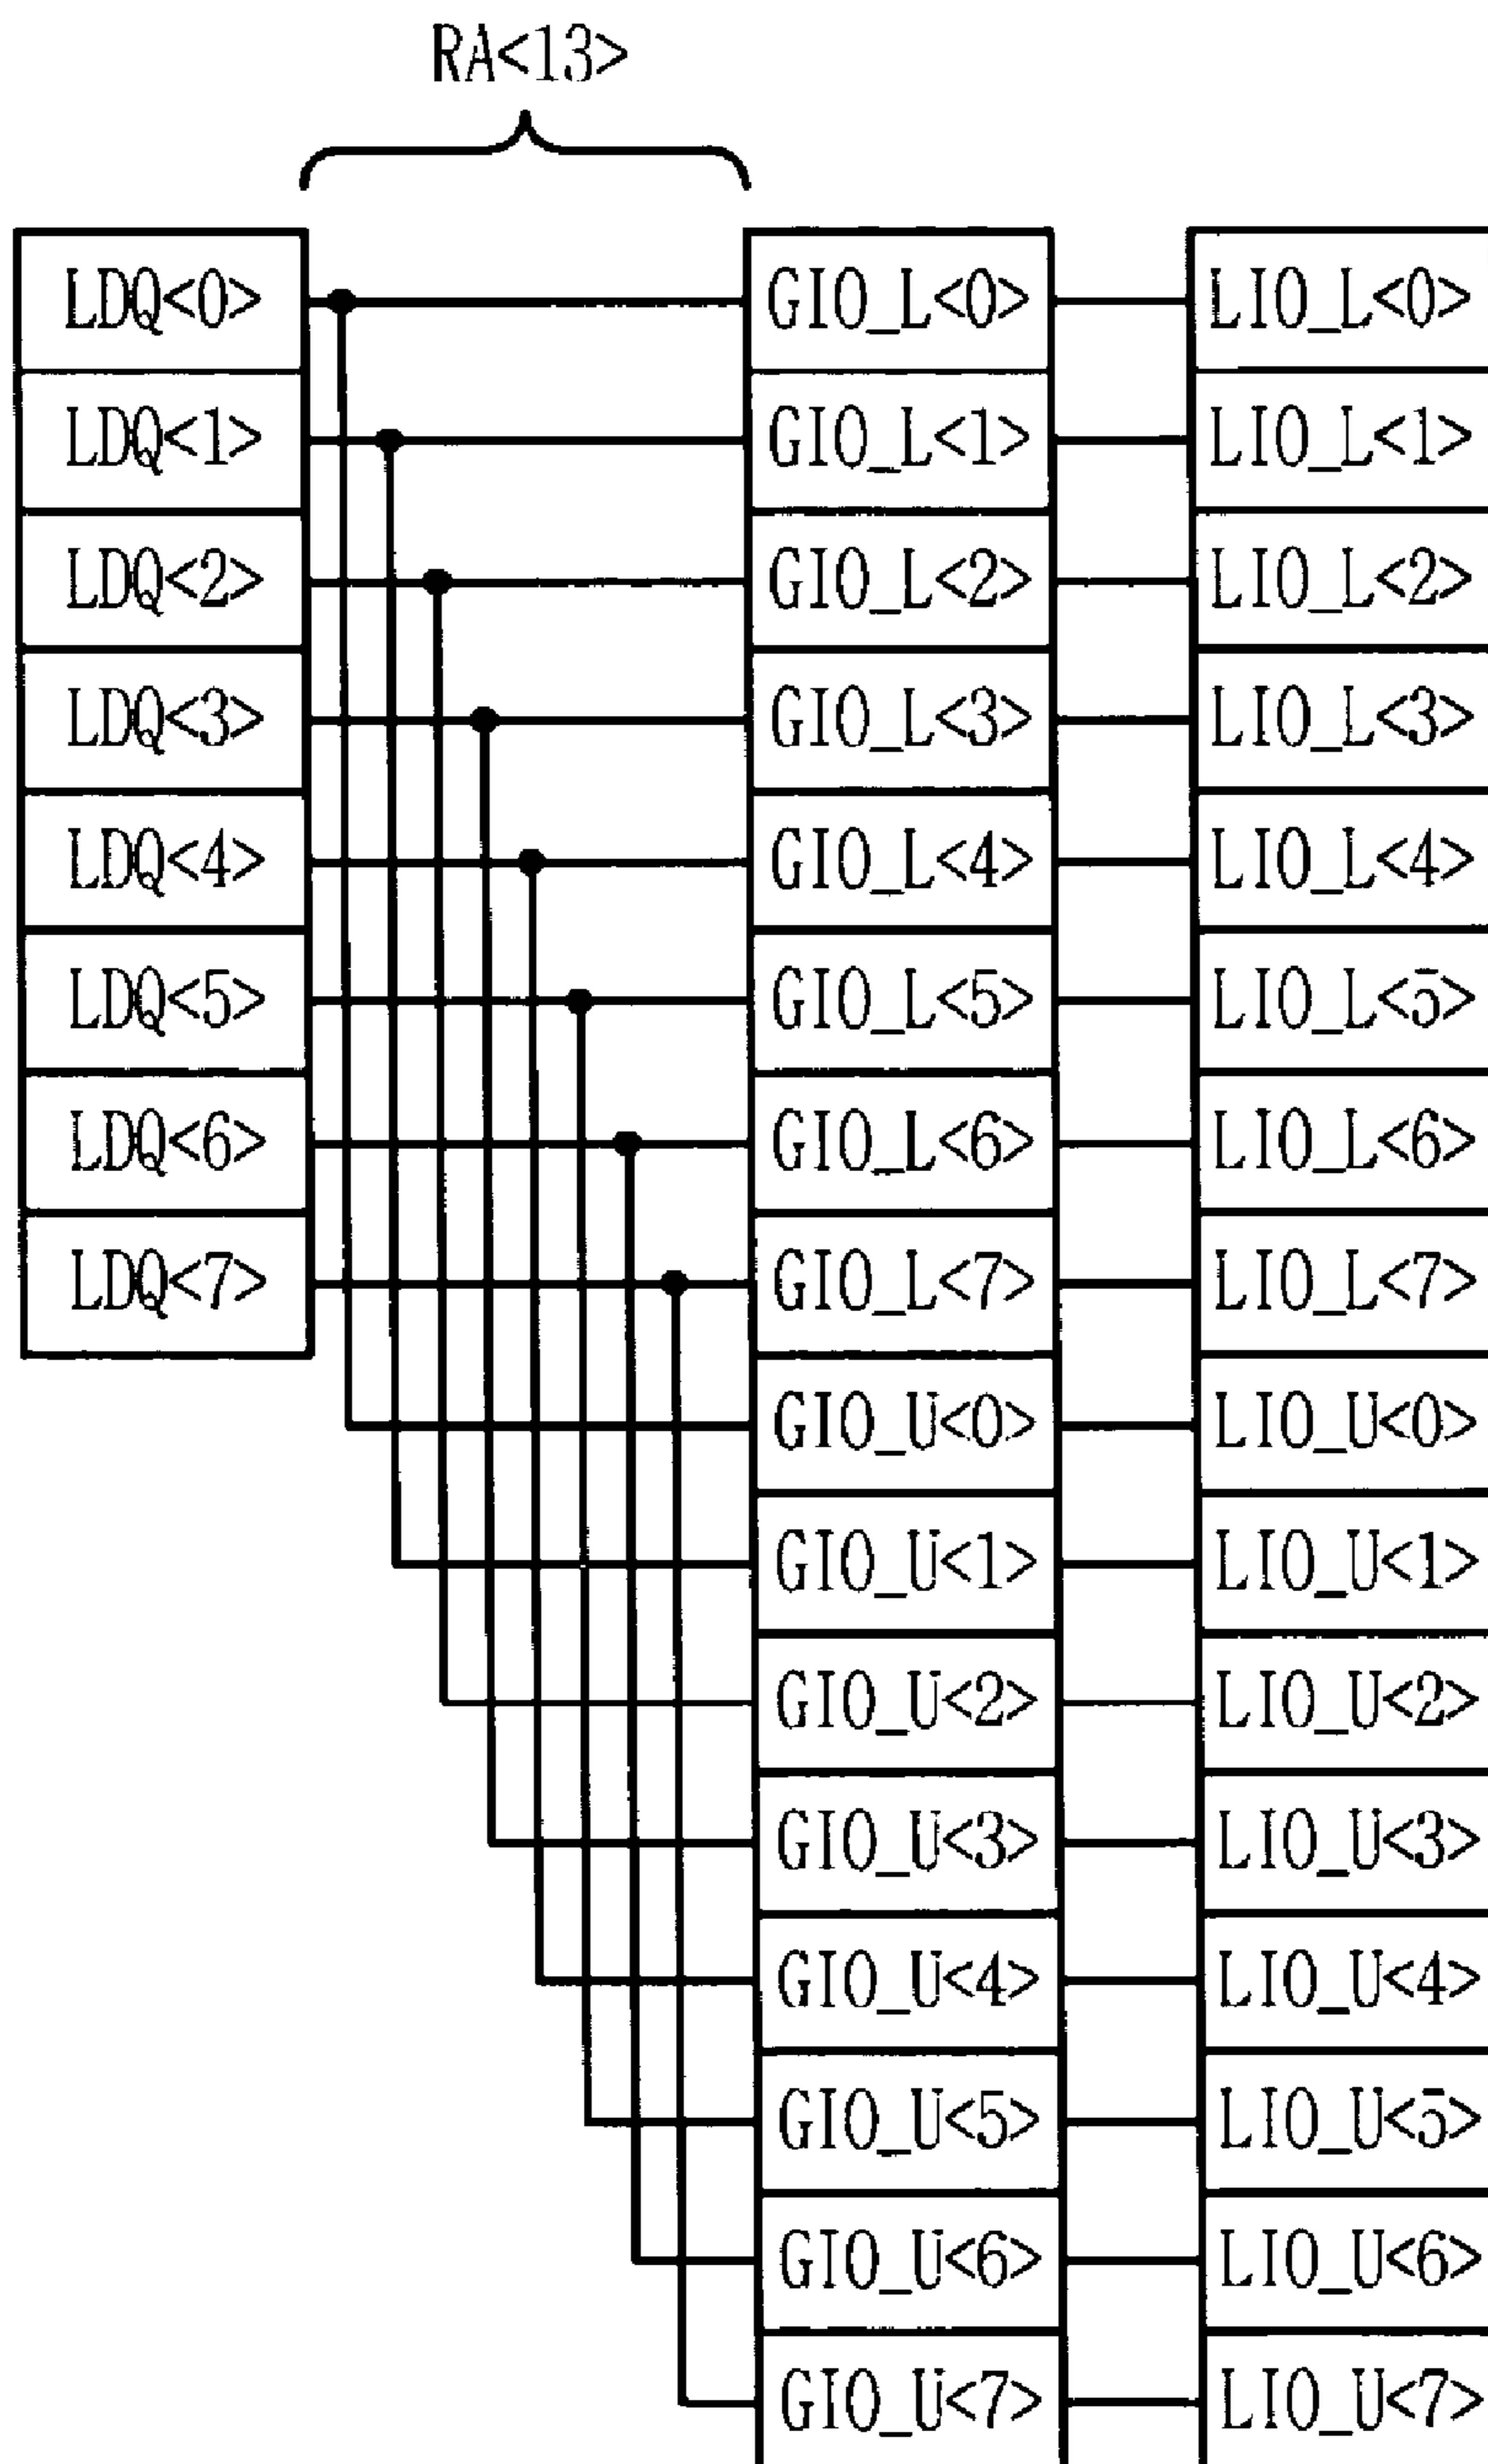 RA<13>
LDQ<0> GIO_L<0> LIO_L<0>
LDQ<1> GIO_L<1> LIO_L<1>
LDQ<2> GIO_L<2> LIO_L<2>
LDQ<3> GIO_L<3> LIO_L<3>
LDQ<4> GIO_L<4> LIO_L<4>
LDQ<5> GIO_L<5> LIO_L<5>
LDQ<6> GIO_L<6> LIO_L<6>
LDQ<7> GIO_L<7> LIO_L<7>
GIO_U<0> LIO_U<0>
GIO_U<1> LIO_U<1>
GIO_U<2> LIO_U<2>
GIO_U<3> LIO_U<3>
GIO_U<4> LIO_U<4>
GIO_U<5> LIO_U<5>
GIO_U<6> LIO_U<6>
GIO_U<7> LIO_U<7>